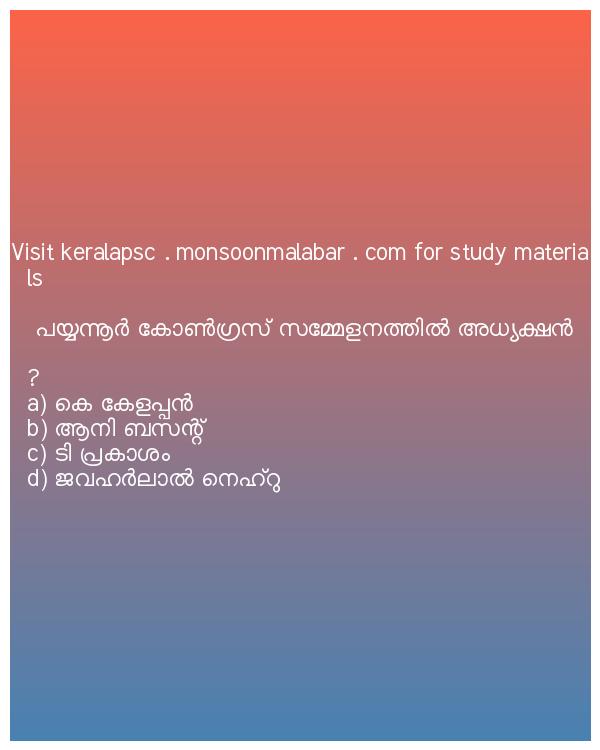 Visit keralapsc . monsoonmalabar . com for study materia
ls
പയ്യന്നൂർ കോൺഗ്രസ് സമ്മേളനത്തിൽ അധ്യക്ഷൻ
?
a) കെ കേളപ്പൻ
b) ആനി ബസന്റ്
c) ടി പ്രകാശം
d) ജവഹർലാൽ നെഹ്റു